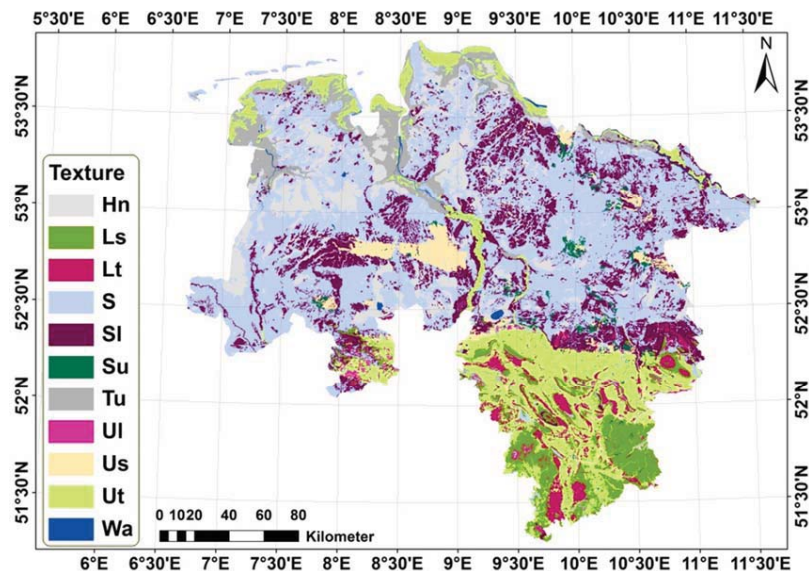 5°30'E 6°E 6°30'E 7°E 7°30'E 8°E 8°30'E 9°E 9°30'E 10°E 10°30'E 11°E 11°30'E
N
53°30'N 53°30'N
53°N 53°N
52°30'N 52°30'N
52°N 52°N
51°30'N 51°30'N
Texture
Hn
Ls
Lt
S
Sl
Su
Tu
Ul
Us
Ut
Wa
0 10 20 40 60 80
Kilometer
6°E 6°30'E 7°E 7°30'E 8°E 8°30'E 9°E 9°30'E 10°E 10°30'E 11°E 11°30'E